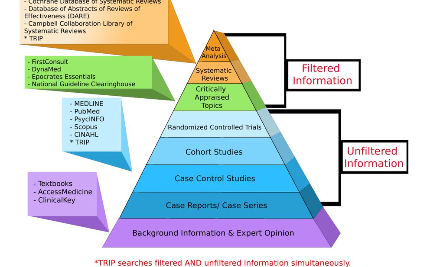 - Cochrane Database of Systematic Reviews
- Database of Abstracts of Reviews of
Effectiveness (DARE)
- Campbell Collaboration Library of
Systematic Reviews
* TRIP
- FirstConsult
- DynaMed
- Epocrates Essentials
- National Guideline Clearinghouse
- MEDLINE
- PubMed
- PsycINFO
- Scopus
- CINAHL
* TRIP
- Textbooks
- AccessMedicine
- ClinicalKey
Meta
Analysis
Systematic
Reviews
Critically
Appraised
Topics
Randomized Controlled Trials
Cohort Studies
Case Control Studies
Case Reports/ Case Series
Background Information & Expert Opinion
Filtered
Information
Unfiltered
Information
*TRIP searches filtered AND unfiltered information simultaneously.